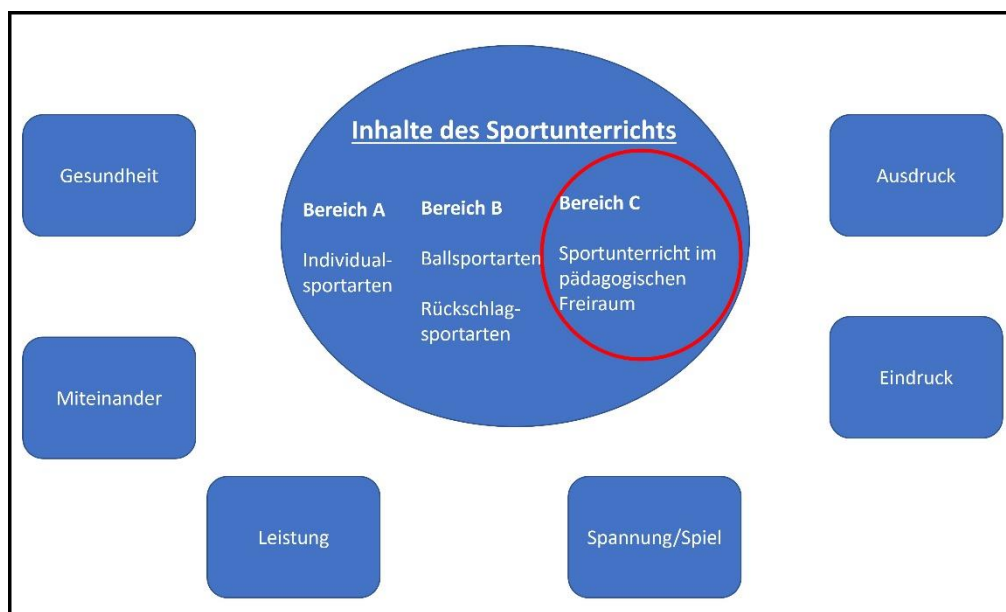 Inhalte des Sportunterrichts
Gesundheit
Ausdruck
Bereich A
Individual-
sportarten
Bereich B
Ballsportarten
Rückschlag-
sportarten
Bereich C
Sportunterricht im
pädagogischen
Freiraum
Miteinander
Eindruck
Leistung
Spannung/Spiel